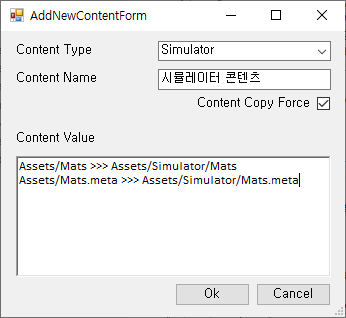 AddNewContentForm
Content Type
Simulator
Content Name
시뮬레이터 콘텐츠
Content Copy Force
Content Value
Assets/Mats >>> Assets/Simulator/Mats
Assets/Mats.meta >>> Assets/Simulator/Mats.meta
Ok
Cancel